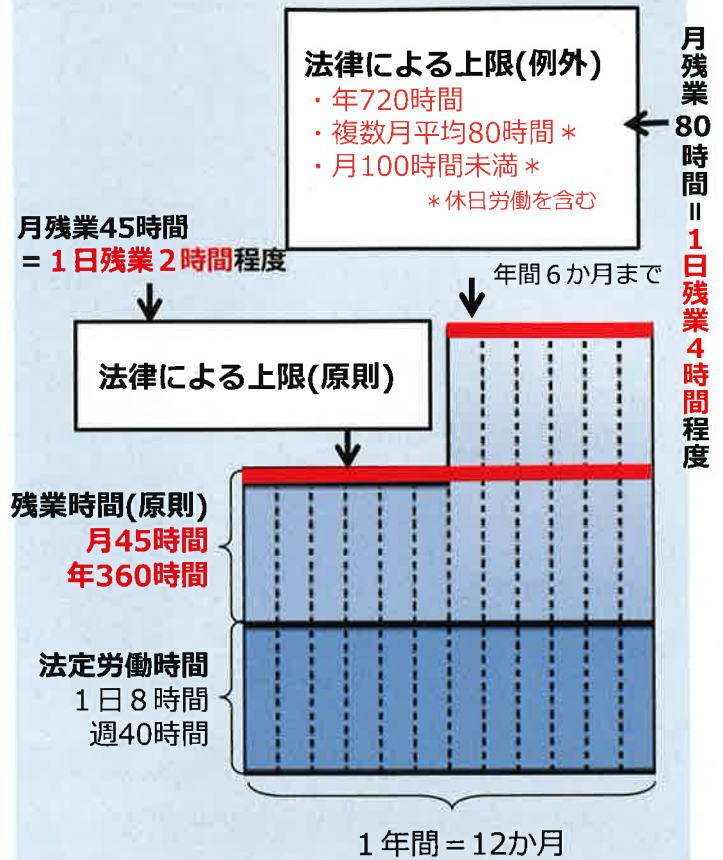 法律による上限(例外)
・年720時間
・複数月平均80時間＊
・月100時間未満＊
＊休日労働を含む
月残業80時間＝1日残業4時間程度
月残業45時間
＝１日残業２時間程度
年間６か月まで
法律による上限(原則)
残業時間(原則)
月45時間
年360時間
法定労働時間
１日８時間
週40時間
１年間＝12か月